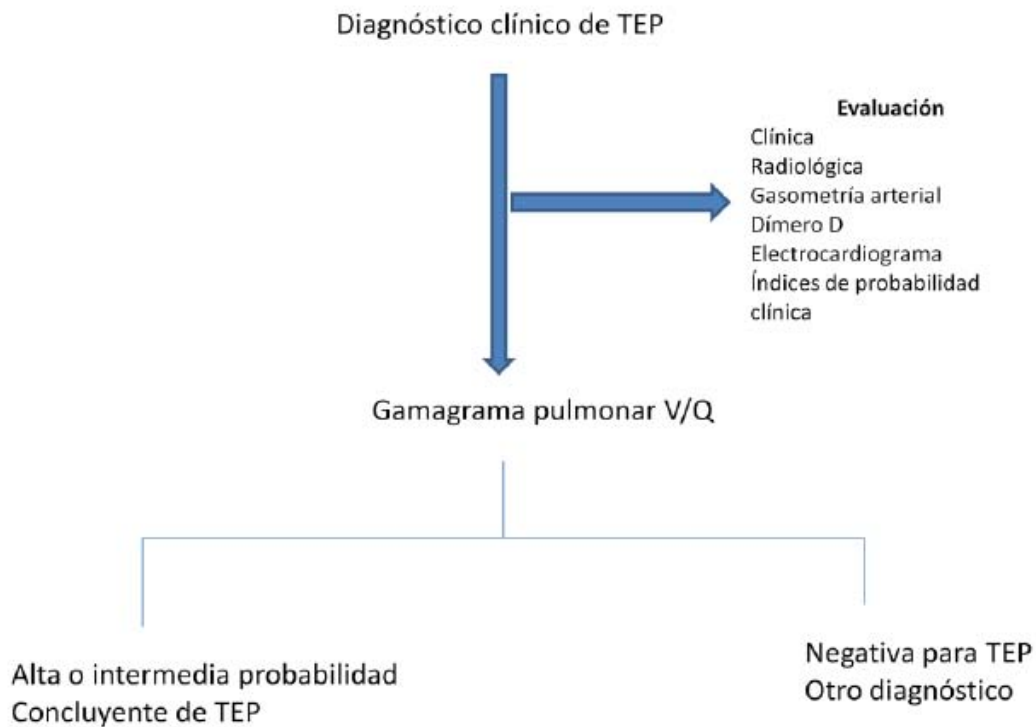 Diagnóstico clínico de TEP
Evaluación
Clínica
Radiológica
Gasometría arterial
Dímero D
Electrocardiograma
Índices de probabilidad
clínica
Gamagrama pulmonar V/Q
Alta o intermedia probabilidad
Concluyente de TEP
Negativa para TEP
Otro diagnóstico